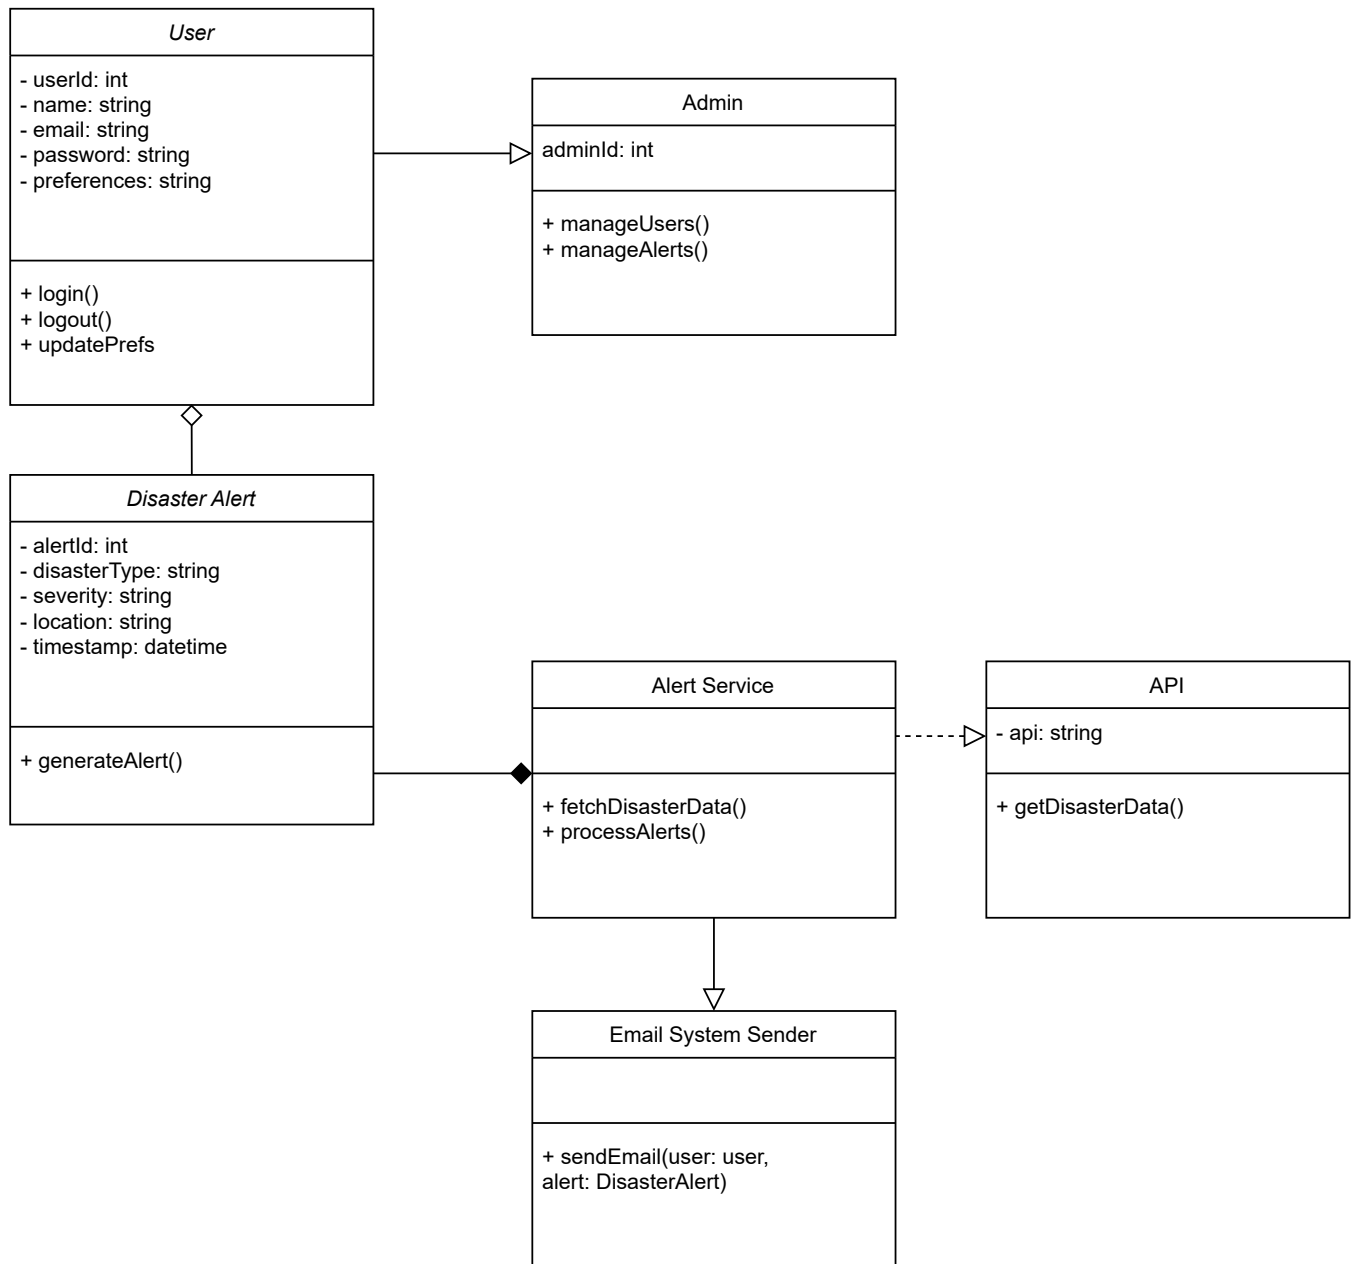 User
- userId: int
- name: string
- email: string
- password: string
- preferences: string
+ login()
+ logout()
+ updatePrefs
Admin
adminId: int
+ manageUsers()
+ manageAlerts()
Disaster Alert
- alertId: int
- disasterType: string
- severity: string
- location: string
- timestamp: datetime
+ generateAlert()
Alert Service
+ fetchDisasterData()
+ processAlerts()
API
- api: string
+ getDisasterData()
Email System Sender
+ sendEmail(user: user,
alert: DisasterAlert)